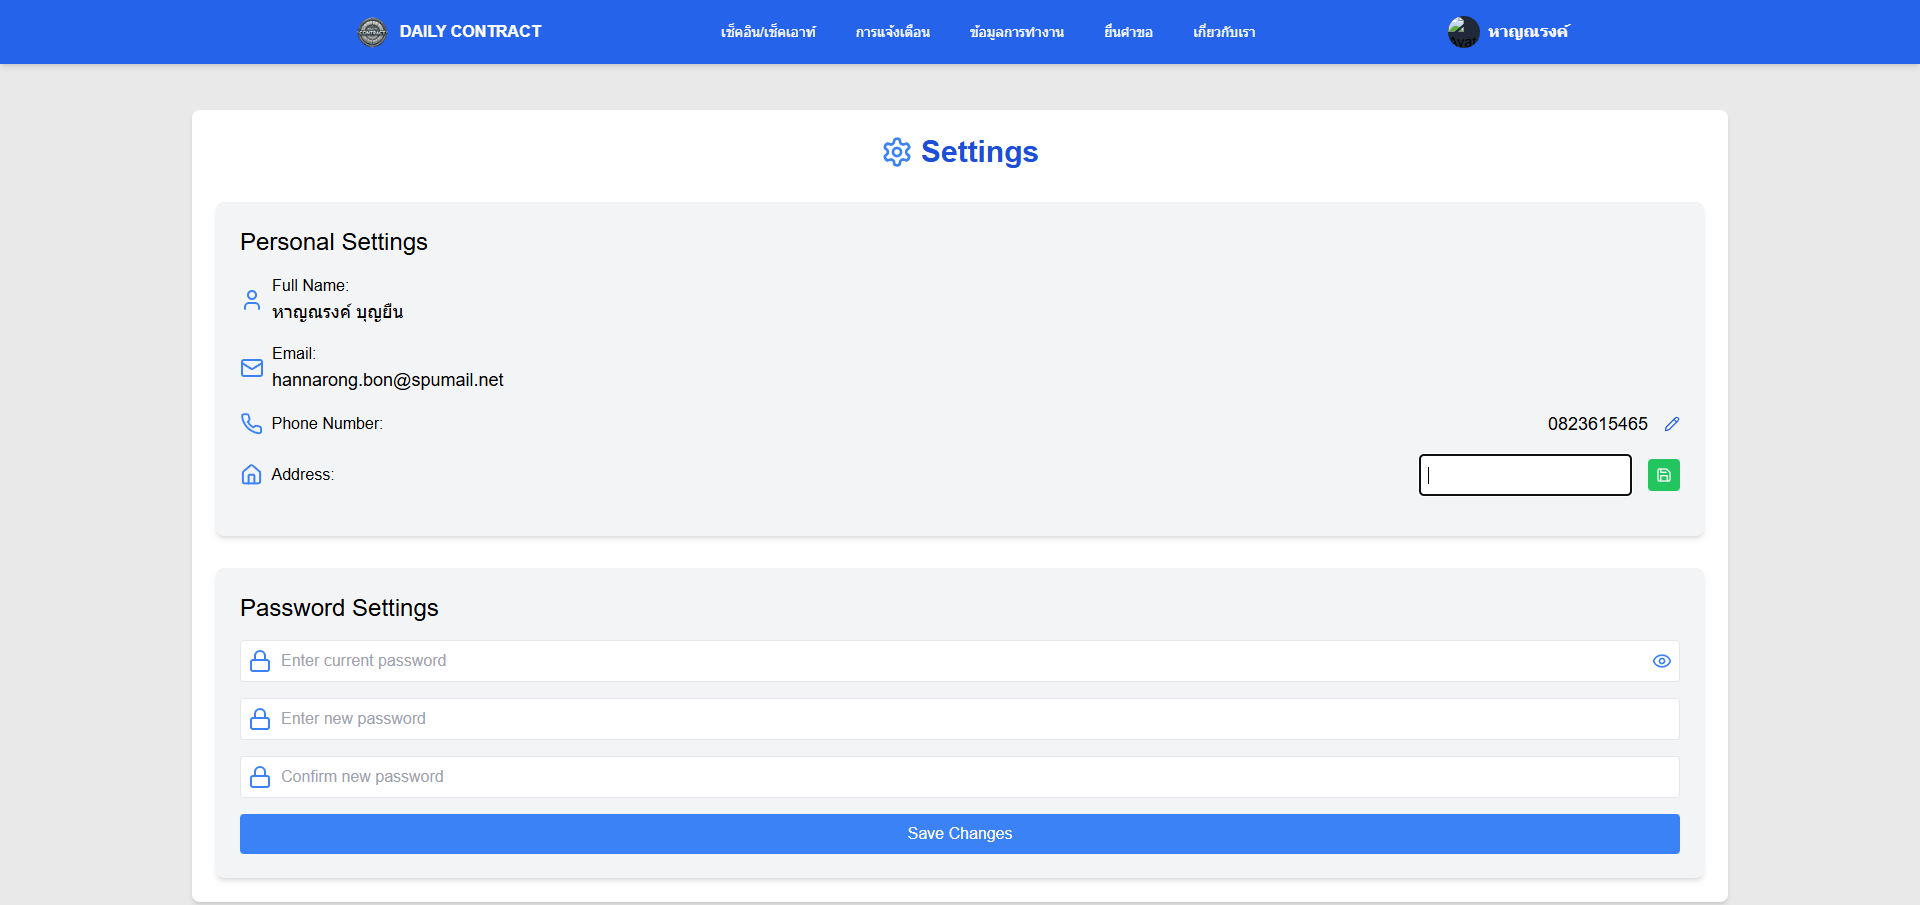 DAILY CONTRACT
เช็คอิน/เช็คเอาท์
การแจ้งเตือน
ข้อมูลการทำงาน
ยื่นคำขอ
เกี่ยวกับเรา
หาญณรงค์
Settings
Personal Settings
Full Name:
หาญณรงค์ บุญยืน
Email:
hannarong.bon@spumail.net
Phone Number:
0823615465
Address:
Password Settings
Enter current password
Enter new password
Confirm new password
Save Changes